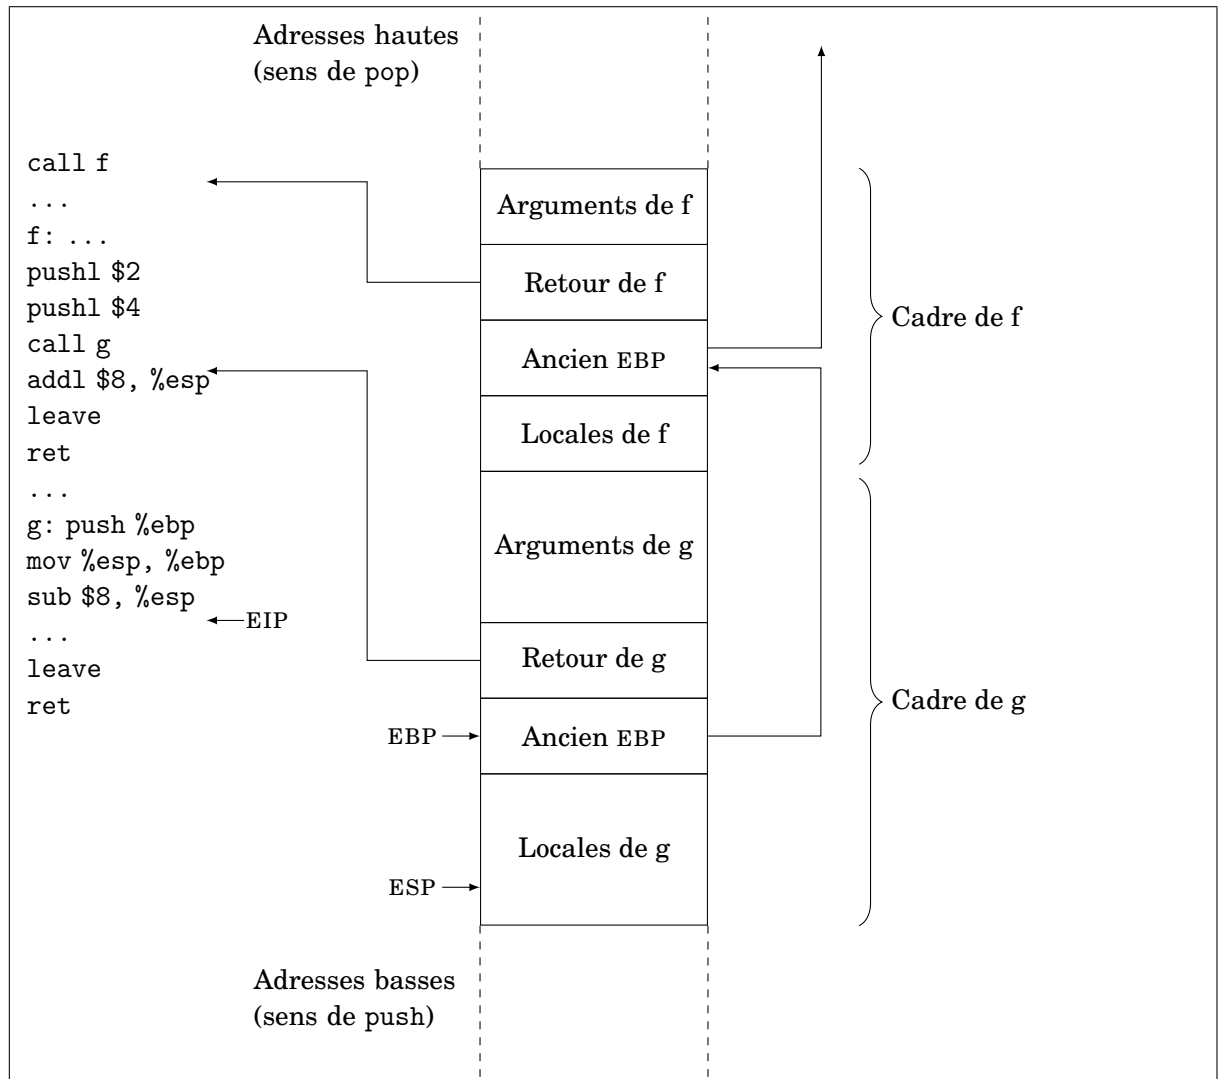 Adresses hautes
(sens de pop)
call f
...
f: ...
pushl $2
pushl $4
call g
addl $8, %esp
leave
ret
...
g: push %ebp
mov %esp, %ebp
sub $8, %esp
...
leave
ret
EIP
Arguments de f
Retour de f
Ancien EBP
Locales de f
Arguments de g
Retour de g
EBP
Ancien EBP
Locales de g
ESP
Cadre de f
Cadre de g
Adresses basses
(sens de push)